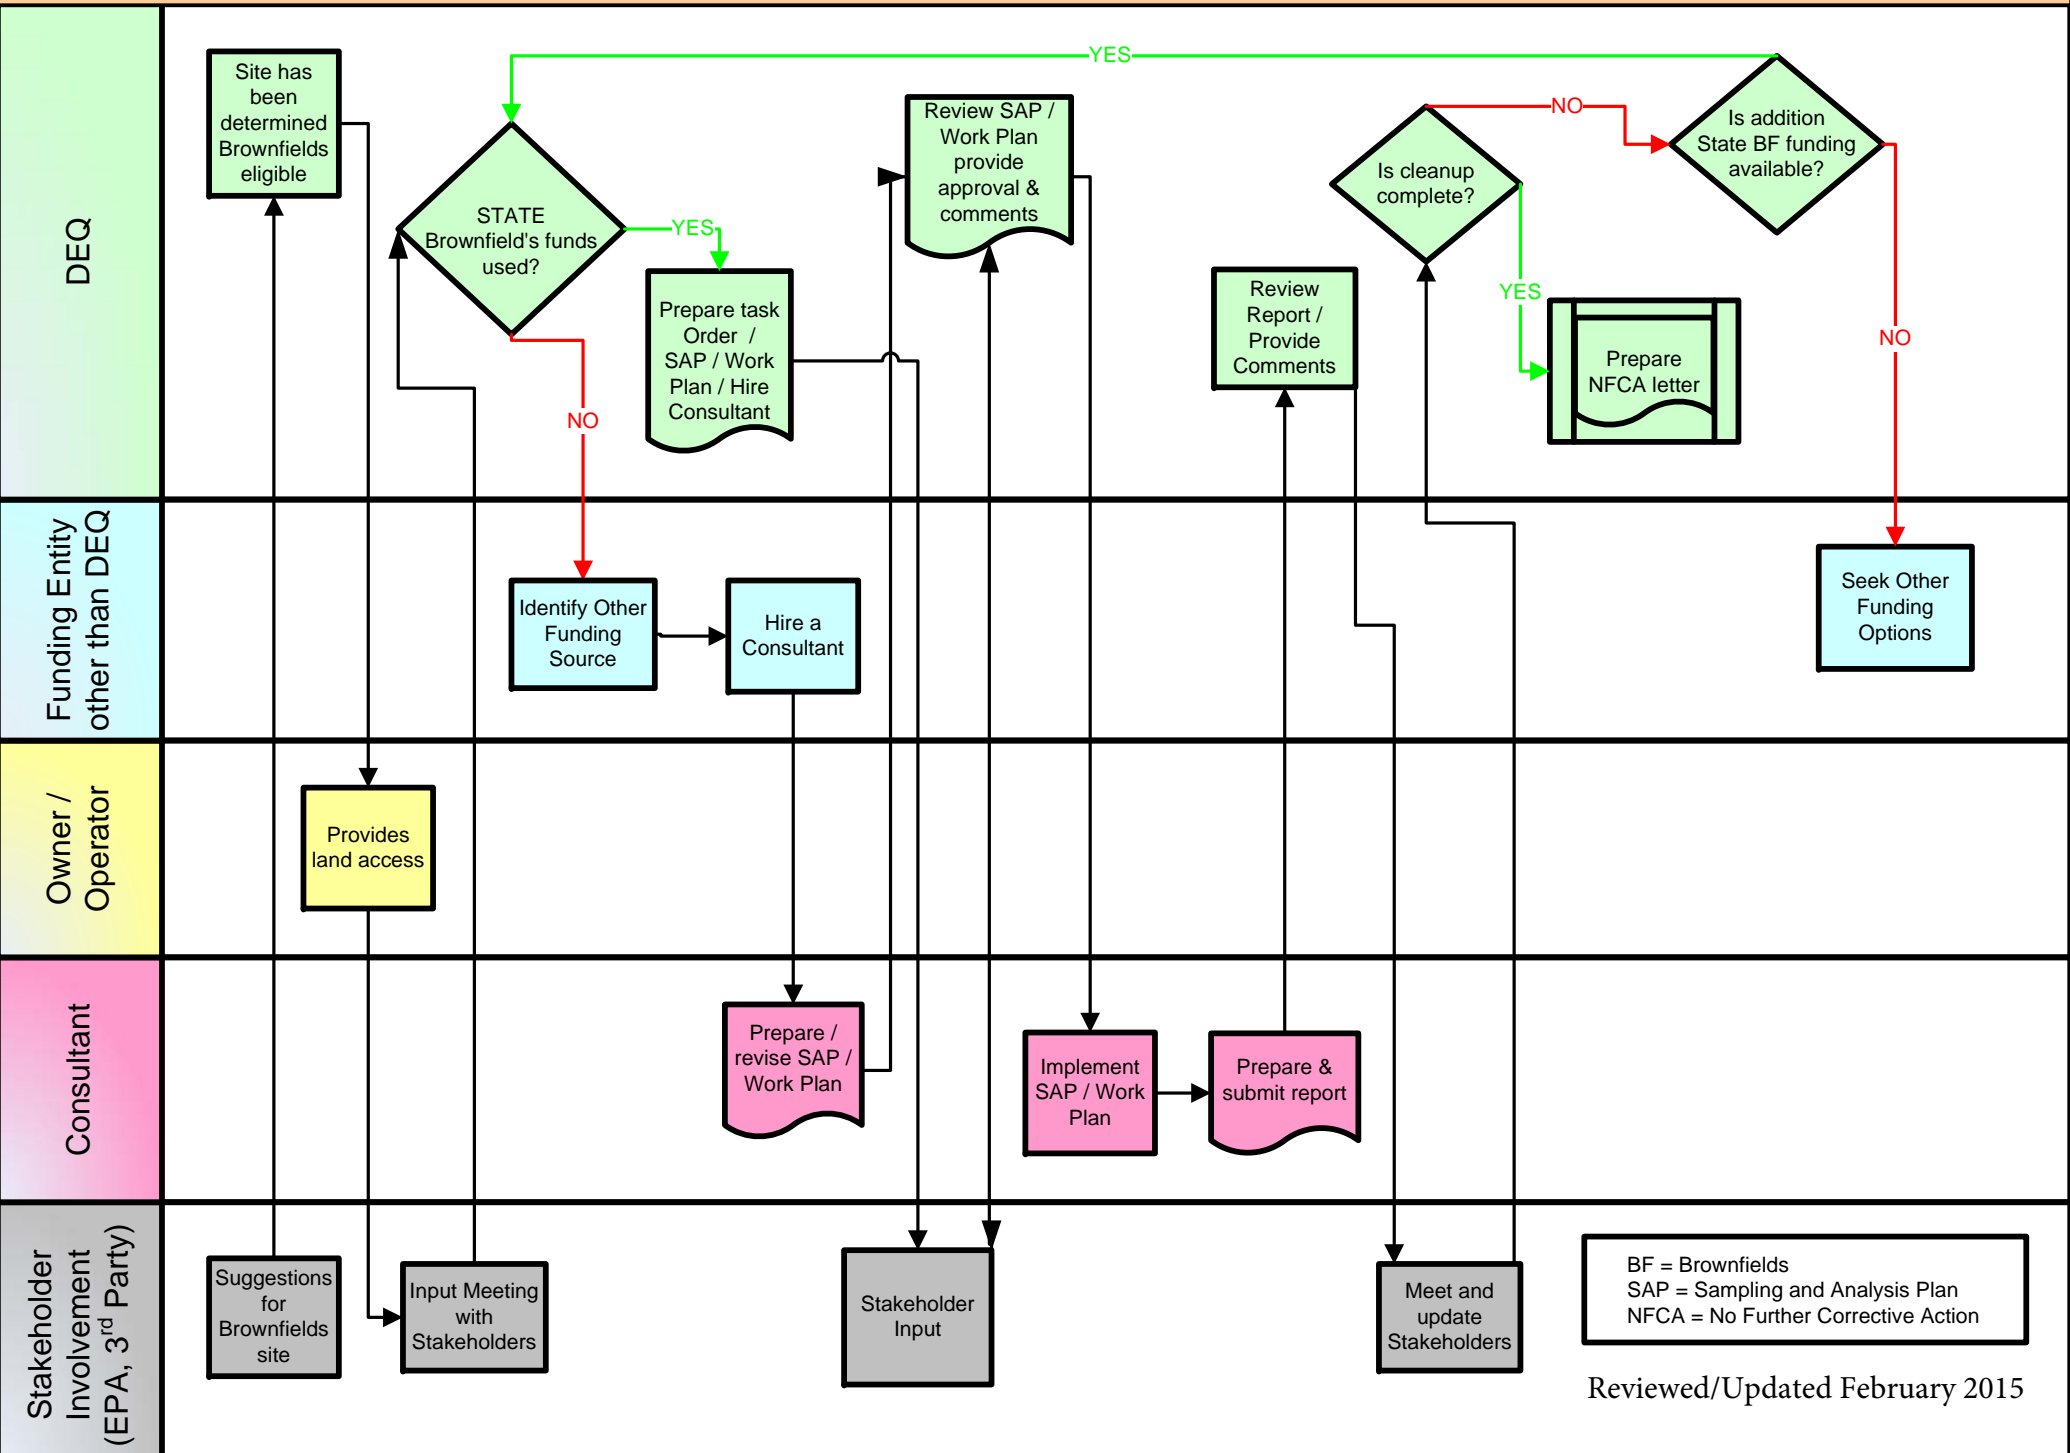 DEQ
Site has
been
determined
Brownfields
eligible
STATE
Brownfield's funds
used?
YES
NO
Prepare task
Order /
SAP / Work
Plan / Hire
Consultant
Review SAP /
Work Plan
provide
approval &
comments
YES
Review
Report /
Provide
Comments
Is cleanup
complete?
NO
YES
Prepare
NFCA letter
Is addition
State BF funding
available?
NO
Funding Entity
other than DEQ
Identify Other
Funding
Source
Hire a
Consultant
Seek Other
Funding
Options
Owner /
Operator
Provides
land access
Consultant
Prepare /
revise SAP /
Work Plan
Implement
SAP / Work
Plan
Prepare &
submit report
Stakeholder
Involvement
(EPA, 3rd Party)
Suggestions
for
Brownfields
site
Input Meeting
with
Stakeholders
Stakeholder
Input
Meet and
update
Stakeholders
BF = Brownfields
SAP = Sampling and Analysis Plan
NFCA = No Further Corrective Action
Reviewed/Updated February 2015